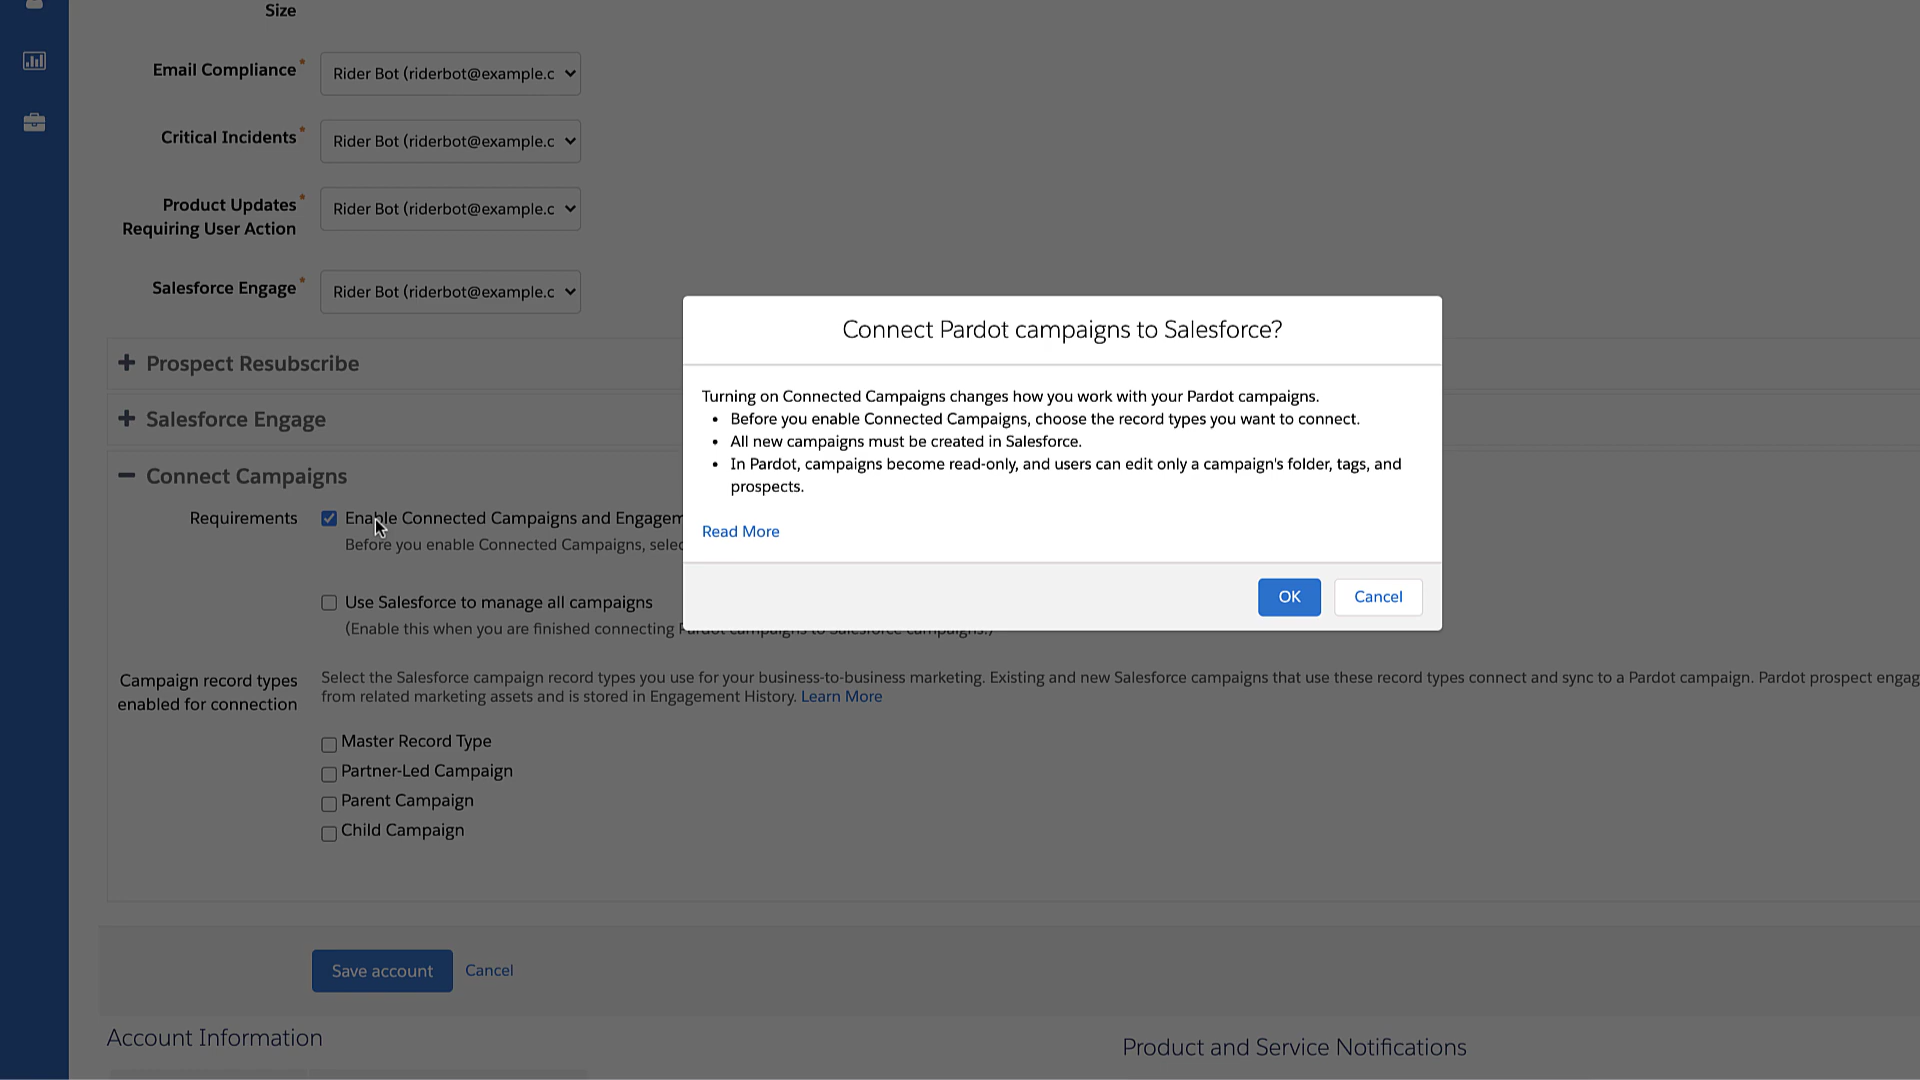 Size
Email Compliance*
Rider Bot (riderbot@example.c
Critical Incidents*
Rider Bot (riderbot@example.c
Product Updates*
Requiring User Action
Rider Bot (riderbot@example.c
Salesforce Engage*
Rider Bot (riderbot@example.c
Prospect Resubscribe
Salesforce Engage
Connect Campaigns
Requirements
Enable Connected Campaigns and Engagem
Before you enable Connected Campaigns, selec
Use Salesforce to manage all campaigns
(Enable this when you are finished connecting Pardot campaigns to Salesforce campaigns.)
Campaign record types
enabled for connection
Select the Salesforce campaign record types you use for your business-to-business marketing. Existing and new Salesforce campaigns that use these record types connect and sync to a Pardot campaign. Pardot prospect engag
from related marketing assets and is stored in Engagement History. Learn More
Master Record Type
Partner-Led Campaign
Parent Campaign
Child Campaign
Save account
Cancel
Account Information
Product and Service Notifications
Connect Pardot campaigns to Salesforce?
Turning on Connected Campaigns changes how you work with your Pardot campaigns.
• Before you enable Connected Campaigns, choose the record types you want to connect.
• All new campaigns must be created in Salesforce.
• In Pardot, campaigns become read-only, and users can edit only a campaign's folder, tags, and
prospects.
Read More
OK
Cancel